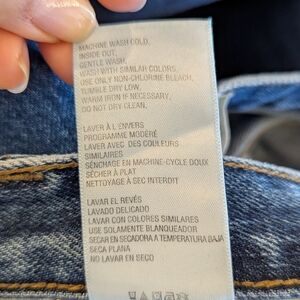 MACHINE WASH COLD,
INSIDE OUT,
GENTLE WASH,
WASH WITH SIMILAR COLORS,
USE ONLY NON-CHLORINE BLEACH,
TUMBLE DRY LOW,
WARM IRON IF NECESSARY,
DO NOT DRY CLEAN.
LAVER À L'ENVERS
PROGRAMME MODÉRÉ
LAVER AVEC DES COULEURS
SIMILAIRES
SÉNCHAGE EN MACHINE-CYCLE DOUX
SÉCHER À PLAT
NETTOYAGE À SEC INTERDIT
LAVAR EL REVÉS
LAVADO DELICADO
LAVAR CON COLORES SIMILARES
USE SOLAMENTE BLANQUEADOR
SECAR EN SECADORA A TEMPERATURA BAJA
SECA PLANA
NO LAVAR EN SECO